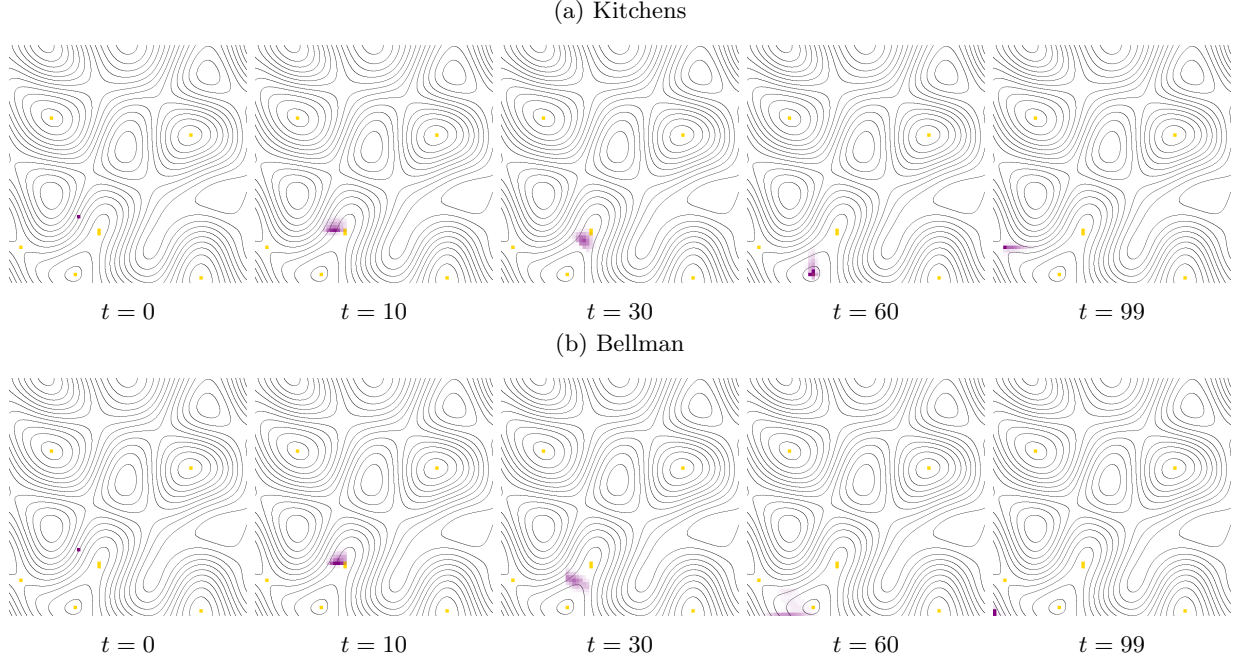 (a) Kitchens
t = 0 t = 10 t = 30 t = 60 t = 99
(b) Bellman
t = 0 t = 10 t = 30 t = 60 t = 99